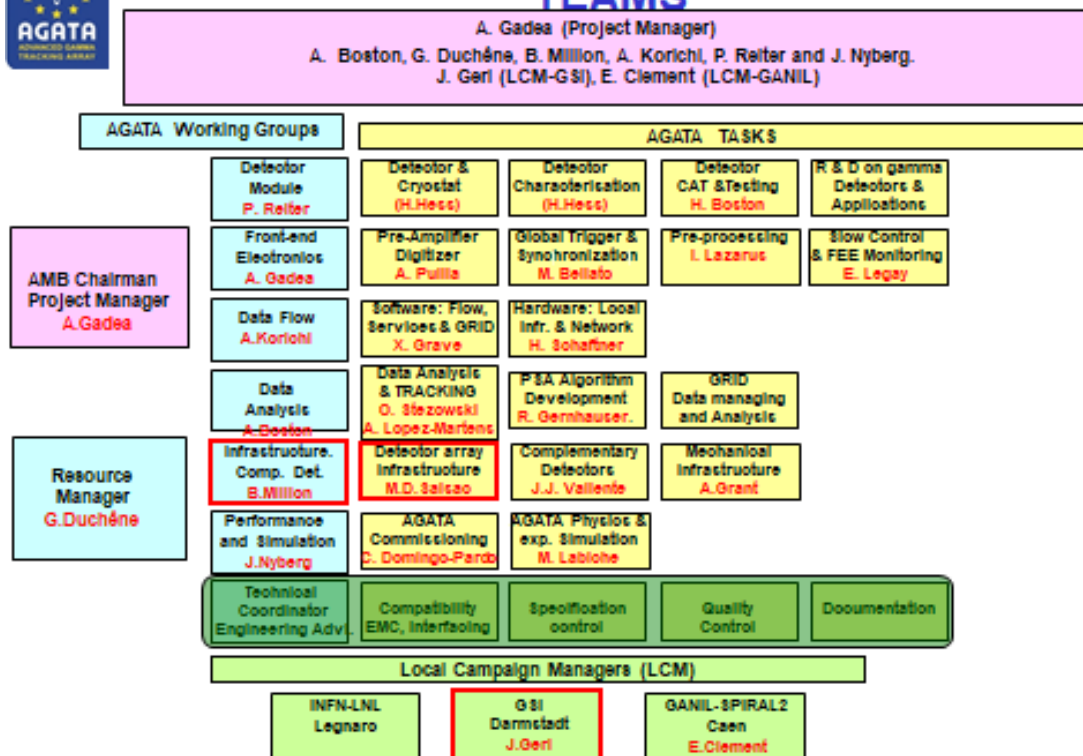 TEAMS
AGATA
ADVANCED GAMMA
TRACKING ARRAY
A. Gadea (Project Manager)
A. Boston, G. Duchêne, B. Million, A. Korichi, P. Reiter and J. Nyberg.
J. Gerl (LCM-GSI), E. Clement (LCM-GANIL)
AGATA Working Groups
AGATA TASKS
Detector
Module
P. Reiter
Detector &
Cryostat
(H.Hess)
Detector
Characterisation
(H.Hess)
Detector
CAT &Testing
H. Boston
R & D on gamma
Detectors &
Applications
AMB Chairman
Project Manager
A.Gadea
Front-end
Electronics
A. Gadea
Pre-Amplifier
Digitizer
A. Pullia
Global Trigger &
Synchronization
M. Bellato
Pre-processing
I. Lazarus
Slow Control
& FEE Monitoring
E. Legay
Data Flow
A.Korichi
Software: Flow,
Services & GRID
X. Grave
Hardware: Local
Infr. & Network
H. Schaffner
Data
Analysis
A.Boston
Data Analysis
& TRACKING
O. Stezowski
A. Lopez-Martens
PSA Algorithm
Development
R. Gernhauser.
GRID
Data managing
and Analysis
Resource
Manager
G.Duchêne
Infrastructure.
Comp. Det.
B.Million
Detector array
Infrastructure
M.D. Salsac
Complementary
Detectors
J.J. Valiente
Mechanical
Infrastructure
A.Grant
Performance
and Simulation
J.Nyberg
AGATA
Commissioning
C. Domingo-Pardo
AGATA Physics &
exp. Simulation
M. Labiche
Technical
Coordinator
Engineering Advi.
Compatibility
EMC, Interfacing
Specification
control
Quality
Control
Documentation
Local Campaign Managers (LCM)
INFN-LNL
Legnaro
GSI
Darmstadt
J.Gerl
GANIL-SPIRAL2
Caen
E.Clement